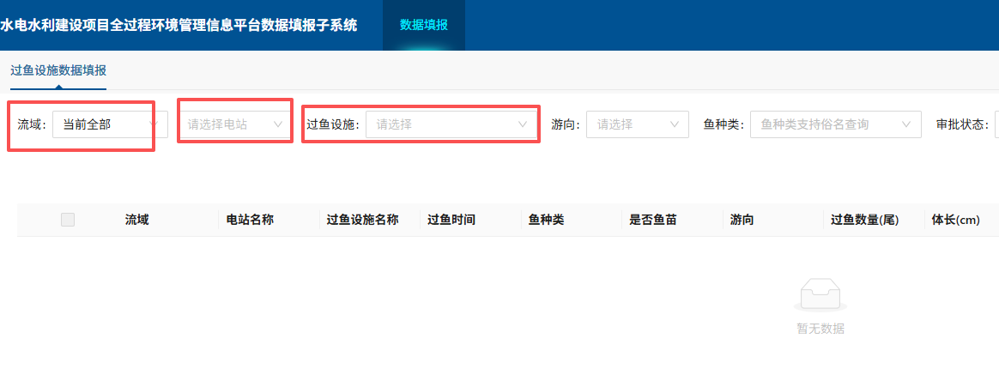 水电水利建设项目全过程环境管理信息平台数据填报子系统 数据填报
过鱼设施数据填报
流域: 当前全部 请选择电站 过鱼设施: 请选择 游向: 请选择 鱼种类: 鱼种类支持俗名查询 审批状态:
流域 电站名称 过鱼设施名称 过鱼时间 鱼种类 是否鱼苗 游向 过鱼数量(尾) 体长(cm)
暂无数据